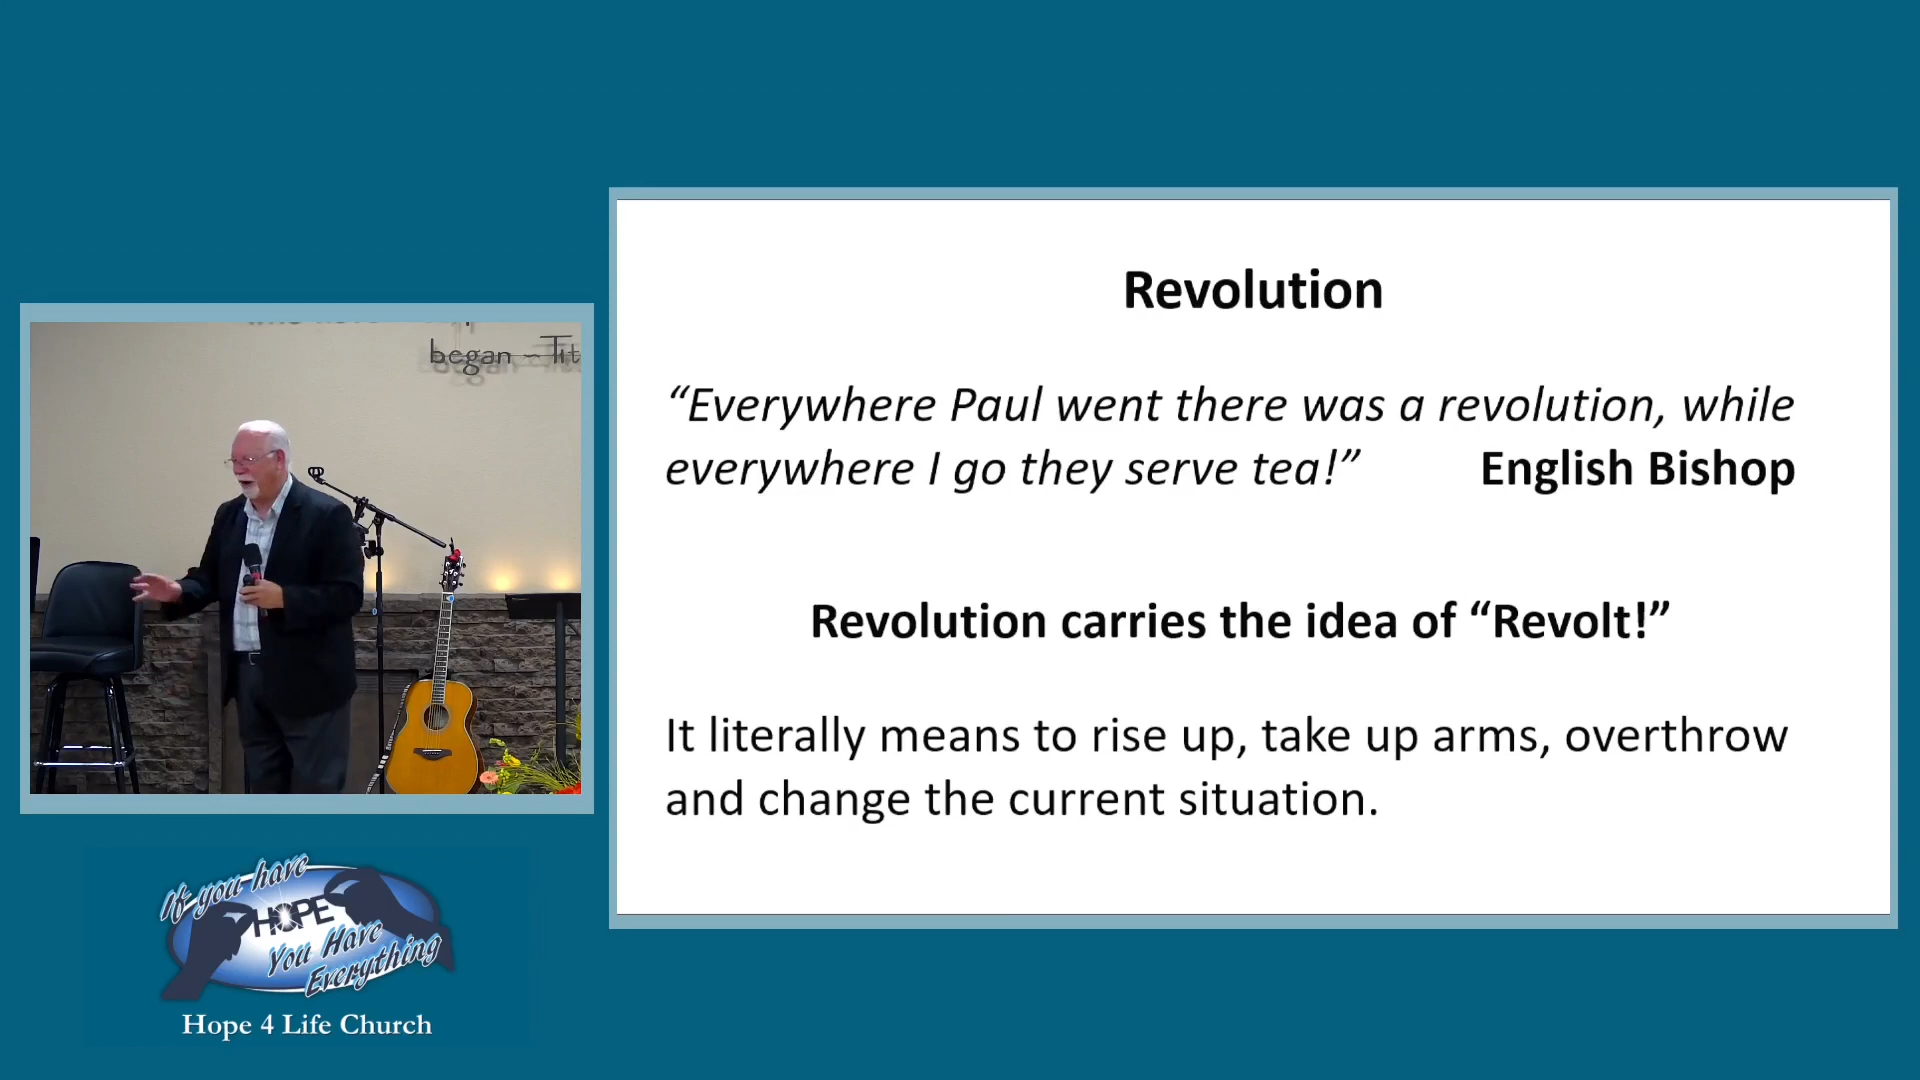 Revolution
“Everywhere Paul went there was a revolution, while
everywhere I go they serve tea!” English Bishop
Revolution carries the idea of “Revolt!”
It literally means to rise up, take up arms, overthrow
and change the current situation.
began ~ Tit
If you have
HOPE
You Have
Everything
Hope 4 Life Church